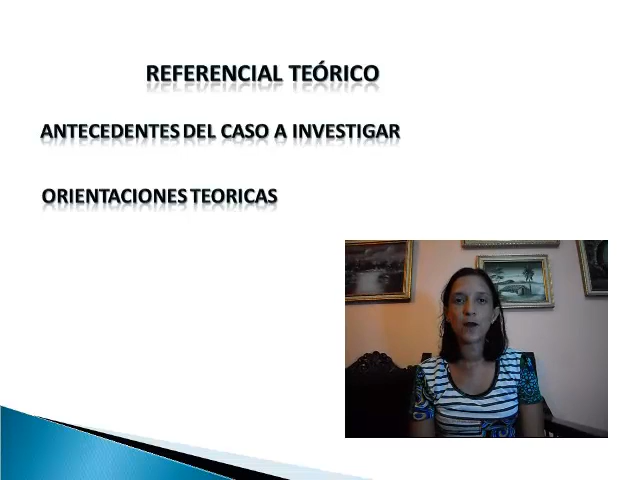 REFERENCIAL TEÓRICO
ANTECEDENTES DEL CASO A INVESTIGAR
ORIENTACIONES TEORICAS